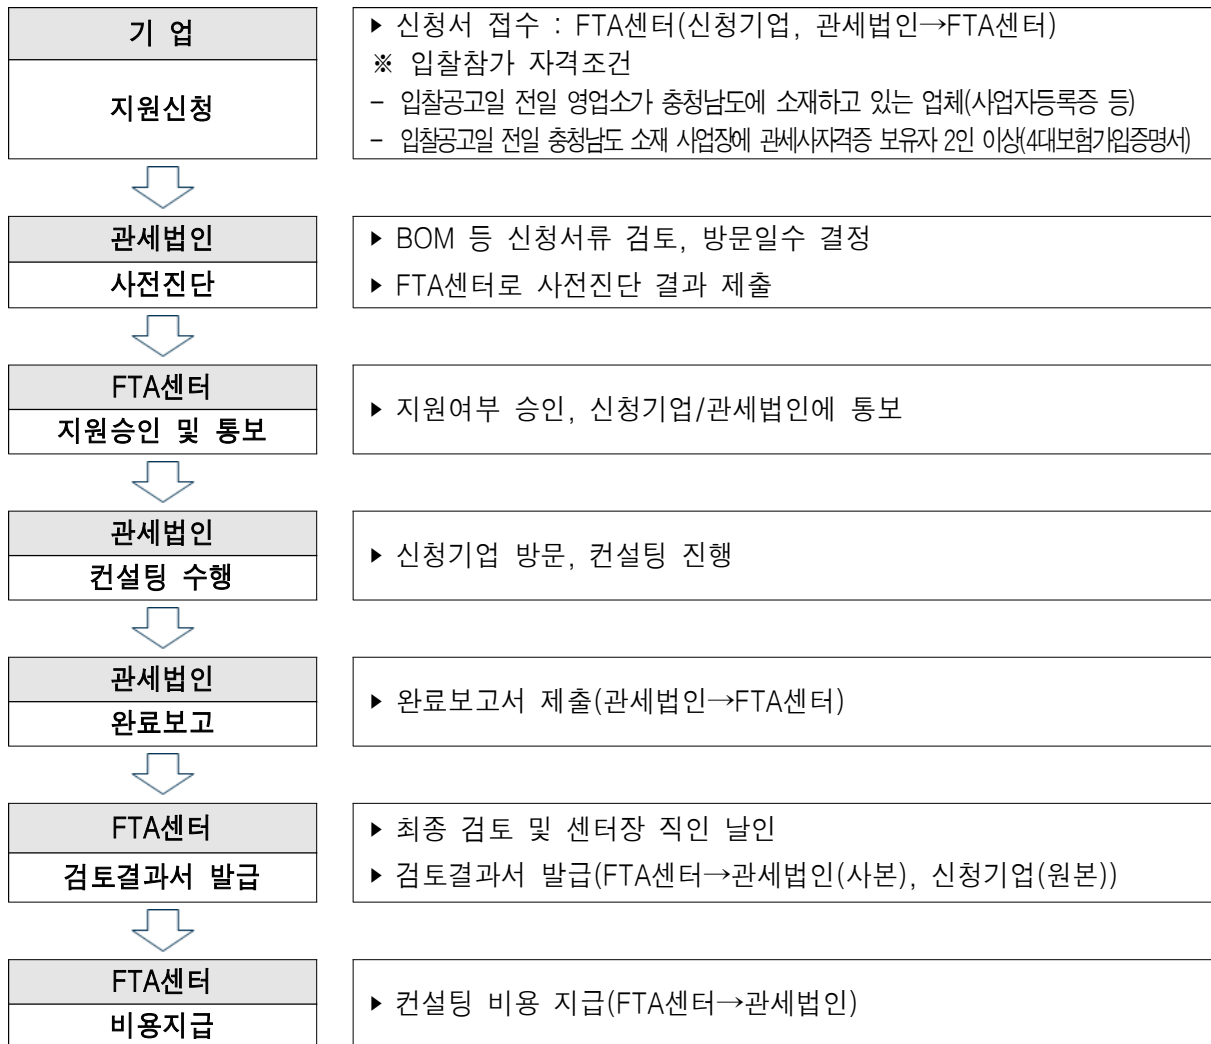 기 업
지원신청
▶ 신청서 접수 : FTA센터(신청기업, 관세법인→FTA센터)
※ 입찰참가 자격조건
- 입찰공고일 전일 영업소가 충청남도에 소재하고 있는 업체(사업자등록증 등)
- 입찰공고일 전일 충청남도 소재 사업장에 관세사자격증 보유자 2인 이상(4대보험가입증명서)
관세법인
사전진단
▶ BOM 등 신청서류 검토, 방문일수 결정
▶ FTA센터로 사전진단 결과 제출
FTA센터
지원승인 및 통보
▶ 지원여부 승인, 신청기업/관세법인에 통보
관세법인
컨설팅 수행
▶ 신청기업 방문, 컨설팅 진행
관세법인
완료보고
▶ 완료보고서 제출(관세법인→FTA센터)
FTA센터
검토결과서 발급
▶ 최종 검토 및 센터장 직인 날인
▶ 검토결과서 발급(FTA센터→관세법인(사본), 신청기업(원본))
FTA센터
비용지급
▶ 컨설팅 비용 지급(FTA센터→관세법인)